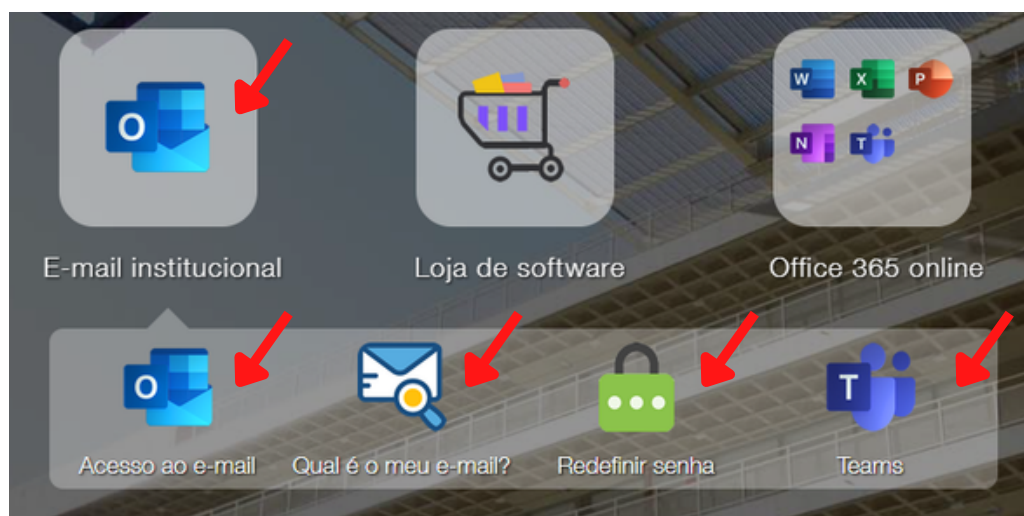 O
W X P
N T
E-mail institucional
Loja de software
Office 365 online
O
T
Acesso ao e-mail
Qual é o meu e-mail?
Redefinir senha
Teams